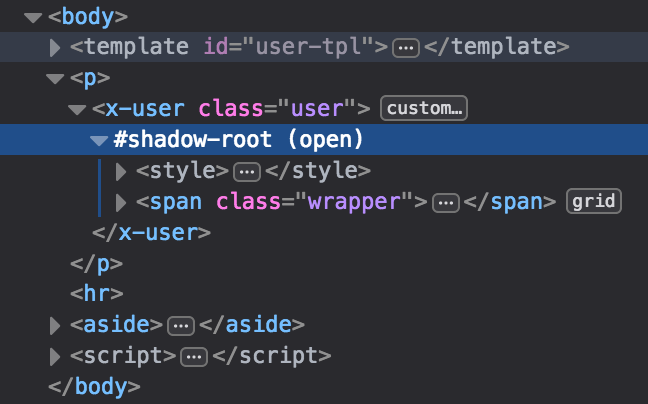 <body>
<template id="user-tpl">…</template>
<p>
<x-user class="user"> custom…
#shadow-root (open)
<style>…</style>
<span class="wrapper">…</span> grid
</x-user>
</p>
<hr>
<aside>…</aside>
<script>…</script>
</body>